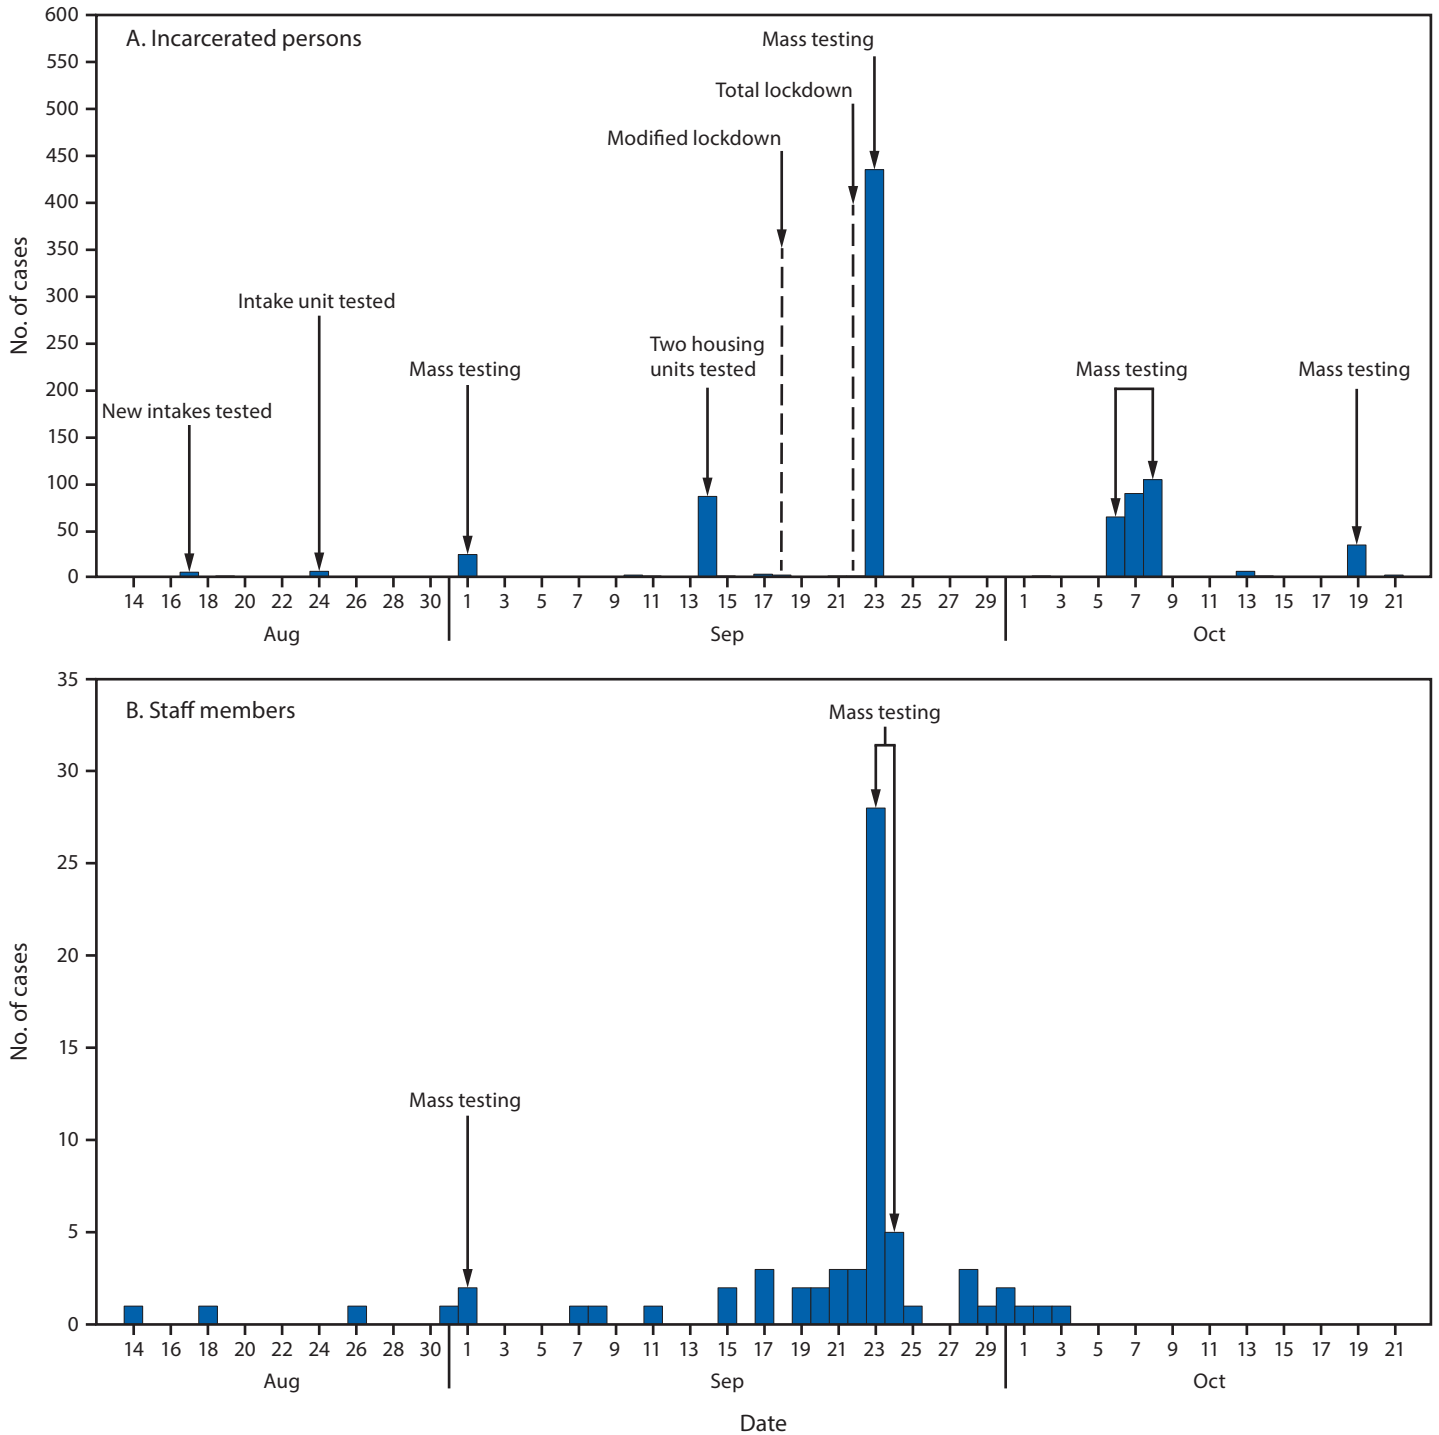 A. Incarcerated persons
Mass testing
Total lockdown
Modified lockdown
Intake unit tested
Two housing
units tested
Mass testing
Mass testing
Mass testing
New intakes tested
No. of cases
600
550
500
450
400
350
300
250
200
150
100
50
0
14 16 18 20 22 24 26 28 30 1 3 5 7 9 11 13 15 17 19 21 23 25 27 29 1 3 5 7 9 11 13 15 17 19 21
Aug Sep Oct
B. Staff members
Mass testing
Mass testing
No. of cases
35
30
25
20
15
10
5
0
14 16 18 20 22 24 26 28 30 1 3 5 7 9 11 13 15 17 19 21 23 25 27 29 1 3 5 7 9 11 13 15 17 19 21
Aug Sep Oct
Date